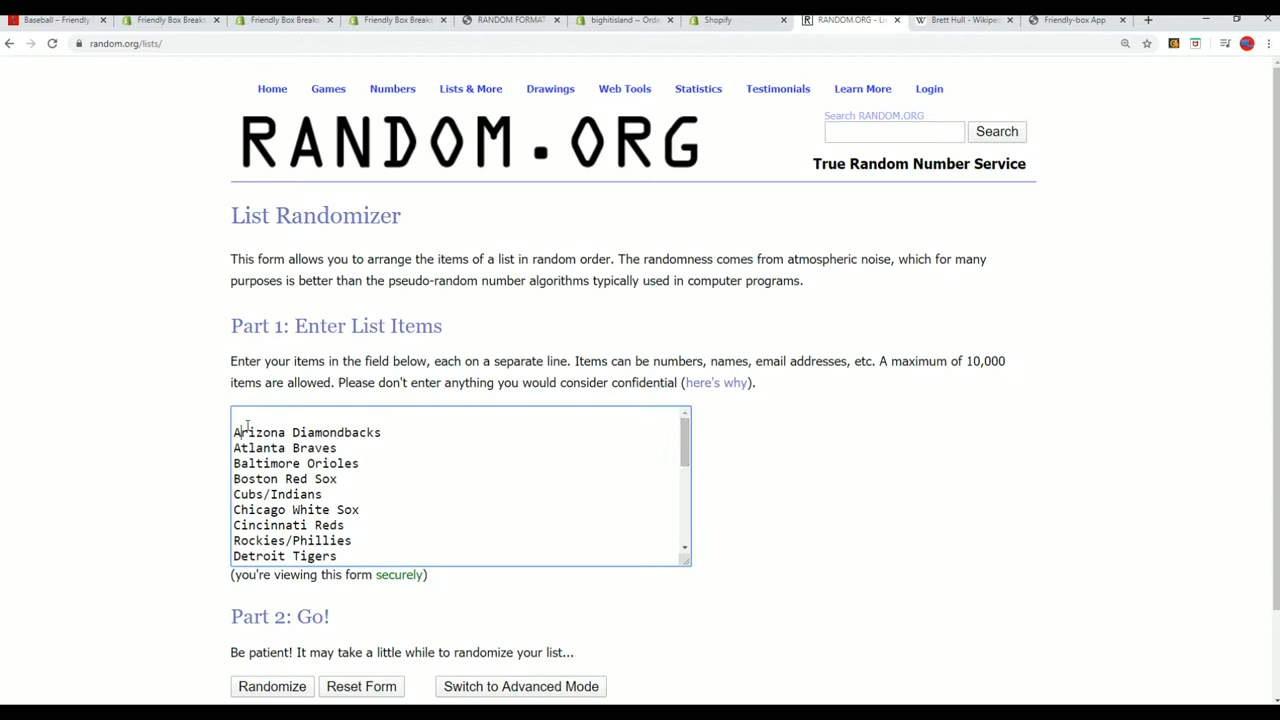 Baseball – Friendly
Friendly Box Breaks
Friendly Box Breaks
Friendly Box Breaks
RANDOM FORMAT
bighitisland – Orde
Shopify
RANDOM.ORG - Lis
Brett Hull - Wikipe
Friendly-box App
random.org/lists/
Home Games Numbers Lists & More Drawings Web Tools Statistics Testimonials Learn More Login
Search RANDOM.ORG
RANDOM.ORG
Search
True Random Number Service
List Randomizer
This form allows you to arrange the items of a list in random order. The randomness comes from atmospheric noise, which for many
purposes is better than the pseudo-random number algorithms typically used in computer programs.
Part 1: Enter List Items
Enter your items in the field below, each on a separate line. Items can be numbers, names, email addresses, etc. A maximum of 10,000
items are allowed. Please don't enter anything you would consider confidential (here's why).
Arizona Diamondbacks
Atlanta Braves
Baltimore Orioles
Boston Red Sox
Cubs/Indians
Chicago White Sox
Cincinnati Reds
Rockies/Phillies
Detroit Tigers
(you're viewing this form securely)
Part 2: Go!
Be patient! It may take a little while to randomize your list...
Randomize Reset Form Switch to Advanced Mode